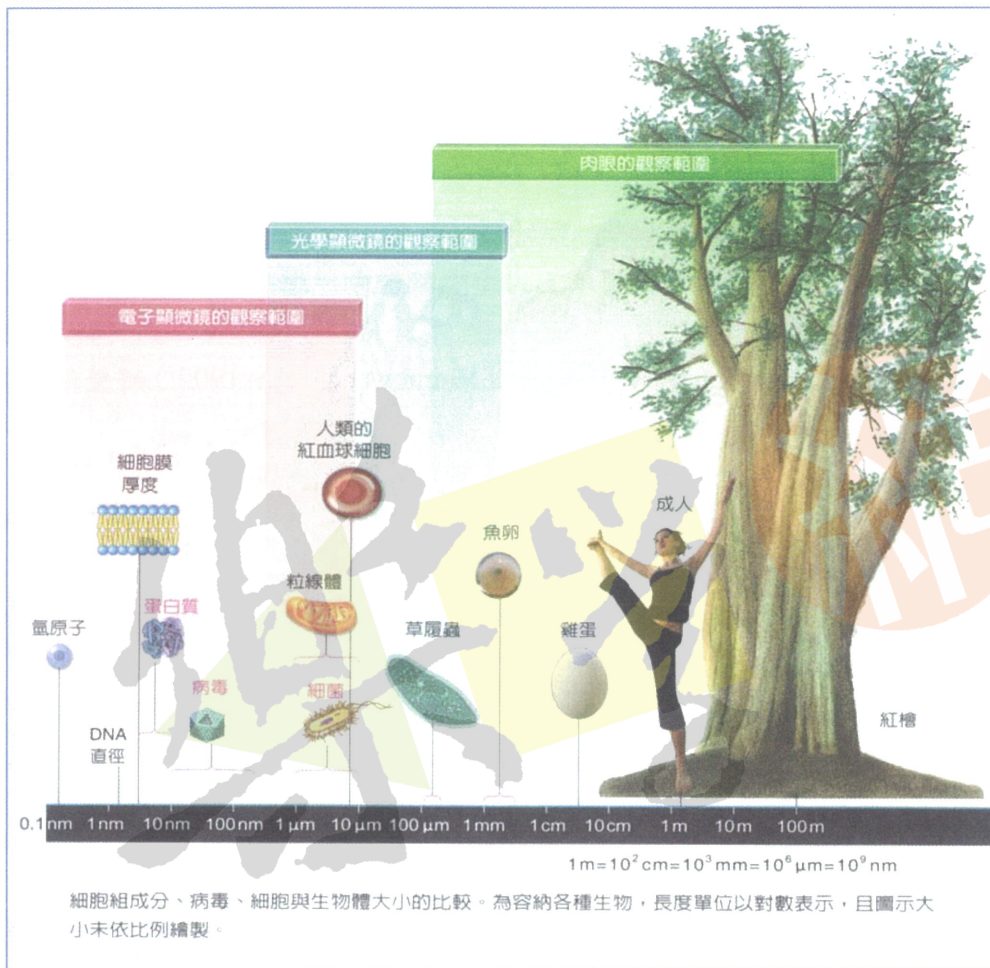 肉眼的觀察範圍
光學顯微鏡的觀察範圍
電子顯微鏡的觀察範圍
人類的
紅血球細胞
細胞膜
厚度
成人
魚卵
粒線體
蛋白質
氫原子
草履蟲
雞蛋
病毒
細菌
紅檜
DNA
直徑
0.1nm 1nm 10nm 100nm 1μm 10μm 100μm 1mm 1cm 10cm 1m 10m 100m
1m=10²cm=10³mm=10⁶μm=10⁹nm
細胞組成分、病毒、細胞與生物體大小的比較。為容納各種生物，長度單位以對數表示，且圖示大
小未依比例繪製。